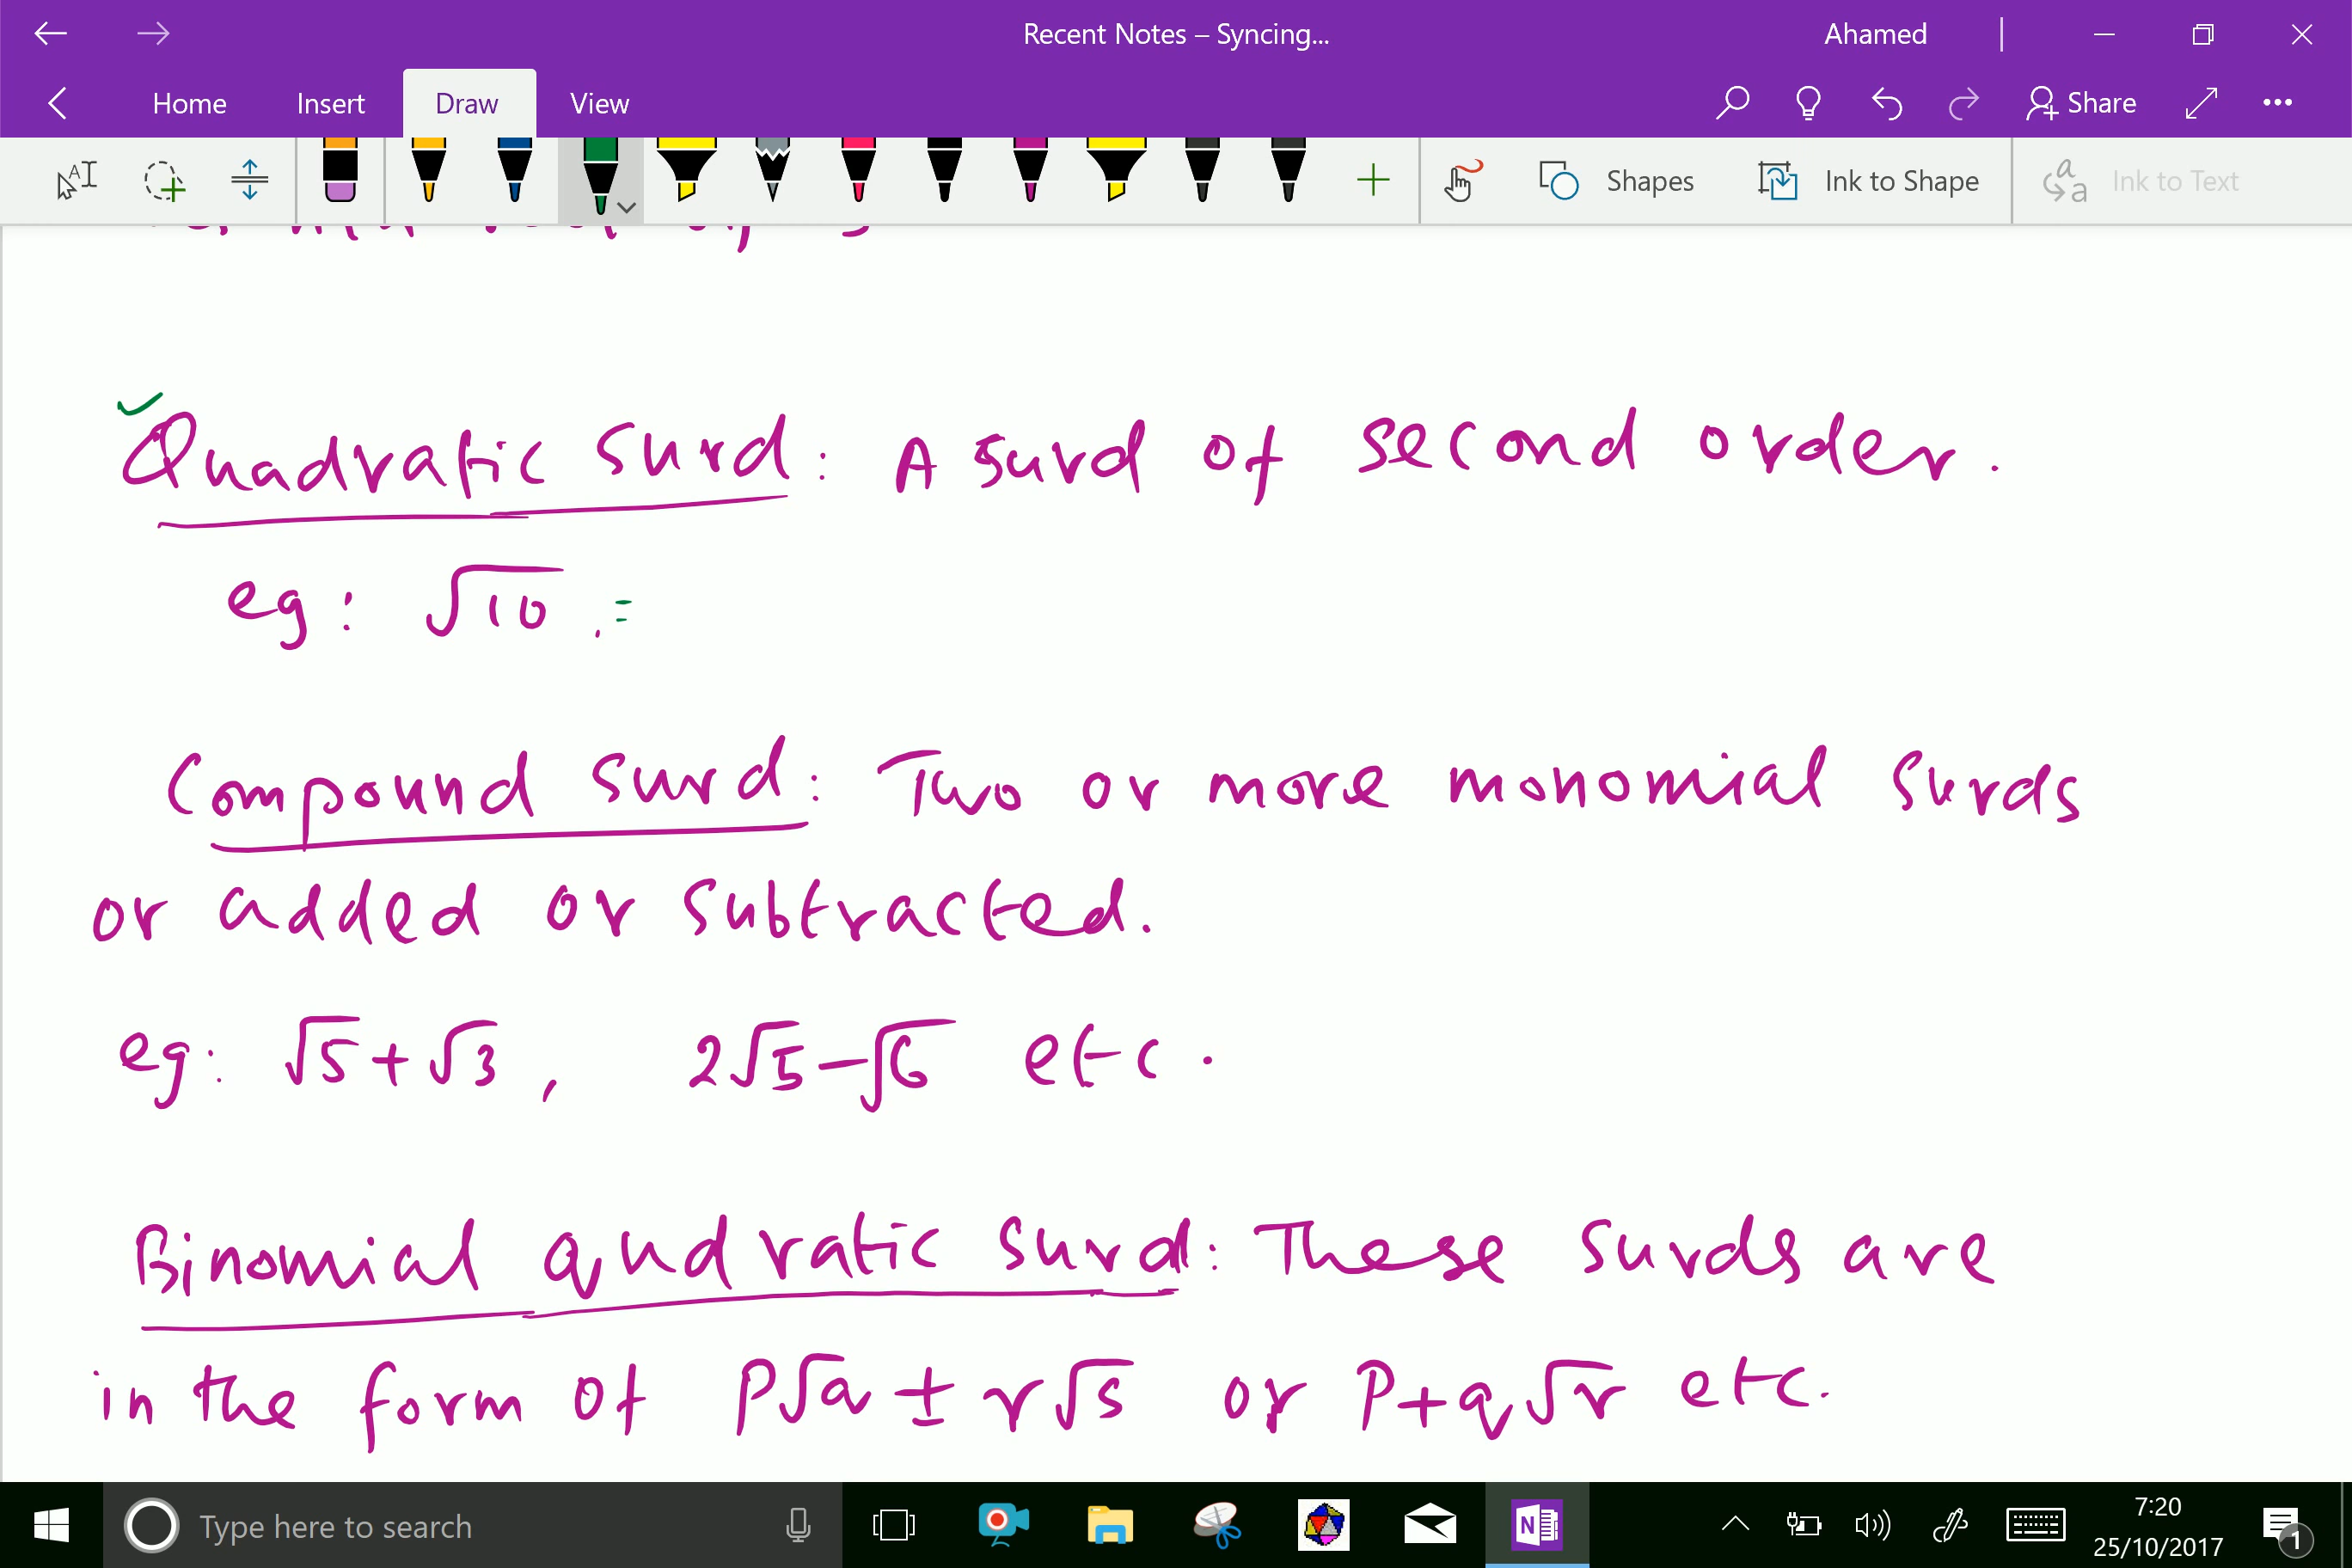 Recent Notes – Syncing...
Ahamed
Home Insert Draw View
Share
Shapes
Ink to Shape
Ink to Text
Quadratic Surd: A Surd of second order.
eg: √10 . =
Compound Surd: Two or more monomial Surds
or added or Subtracted.
eg: √5+√3, 2√5-√6 etc.
Binomial qudratic Surd: These Surds are
in the form of P√a ± r√s or P+q√r etc.
Type here to search
N
7:20
25/10/2017
1